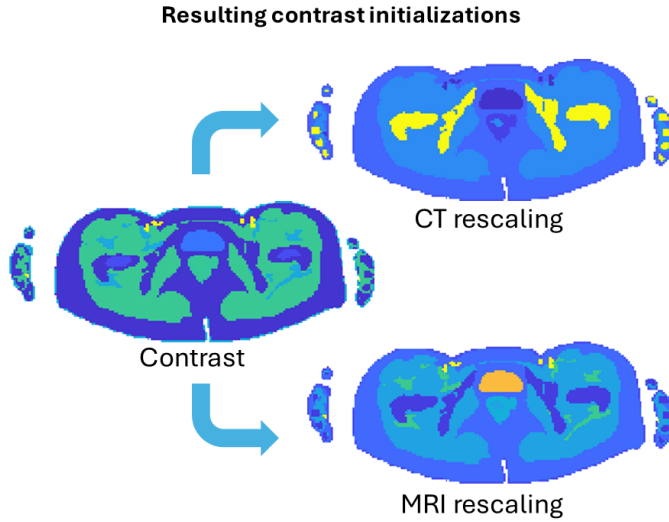 Resulting contrast initializations
CT rescaling
Contrast
MRI rescaling